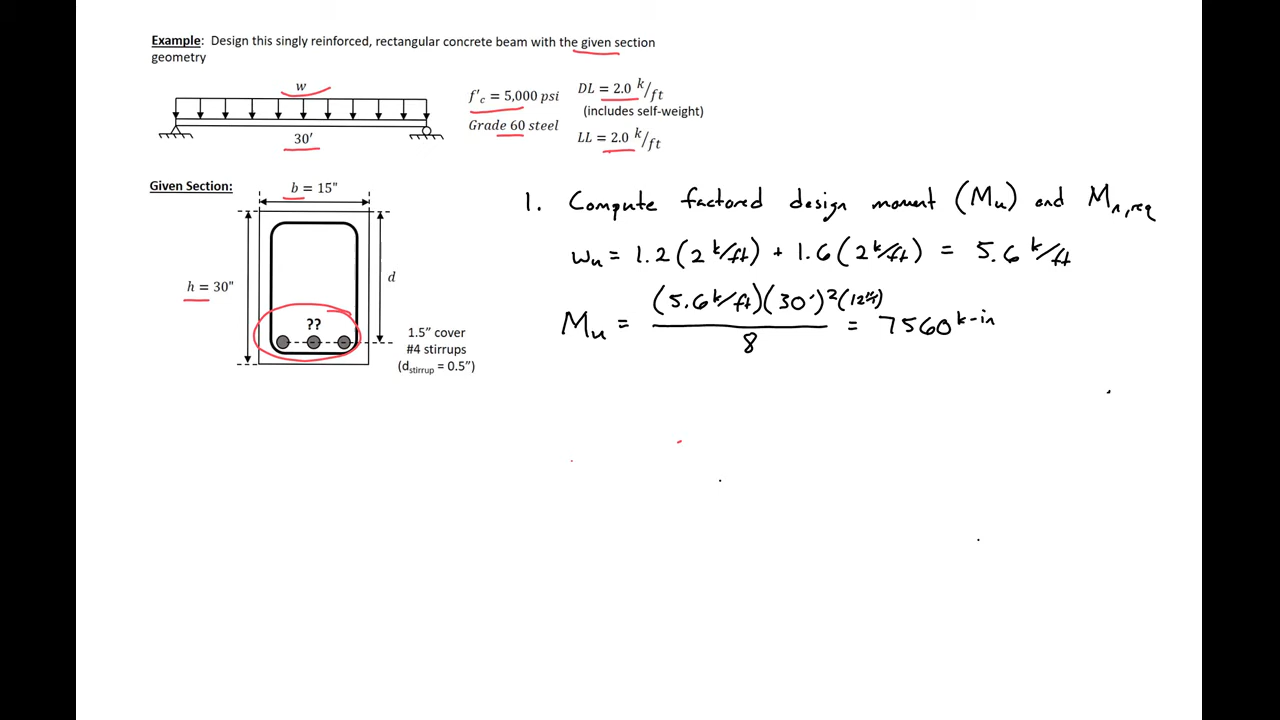 Example: Design this singly reinforced, rectangular concrete beam with the given section
geometry
w
30'
f'c = 5,000 psi
Grade 60 steel
DL = 2.0 k/ft
(includes self-weight)
LL = 2.0 k/ft
Given Section:
b = 15"
h = 30"
d
??
1.5" cover
#4 stirrups
(dstirrup = 0.5")
1. Compute factored design moment (Mu) and Mn,req
wu = 1.2 (2 k/ft) + 1.6 (2 k/ft) = 5.6 k/ft
Mu = (5.6 k/ft)(30')²(12"/') / 8 = 7560 k-in